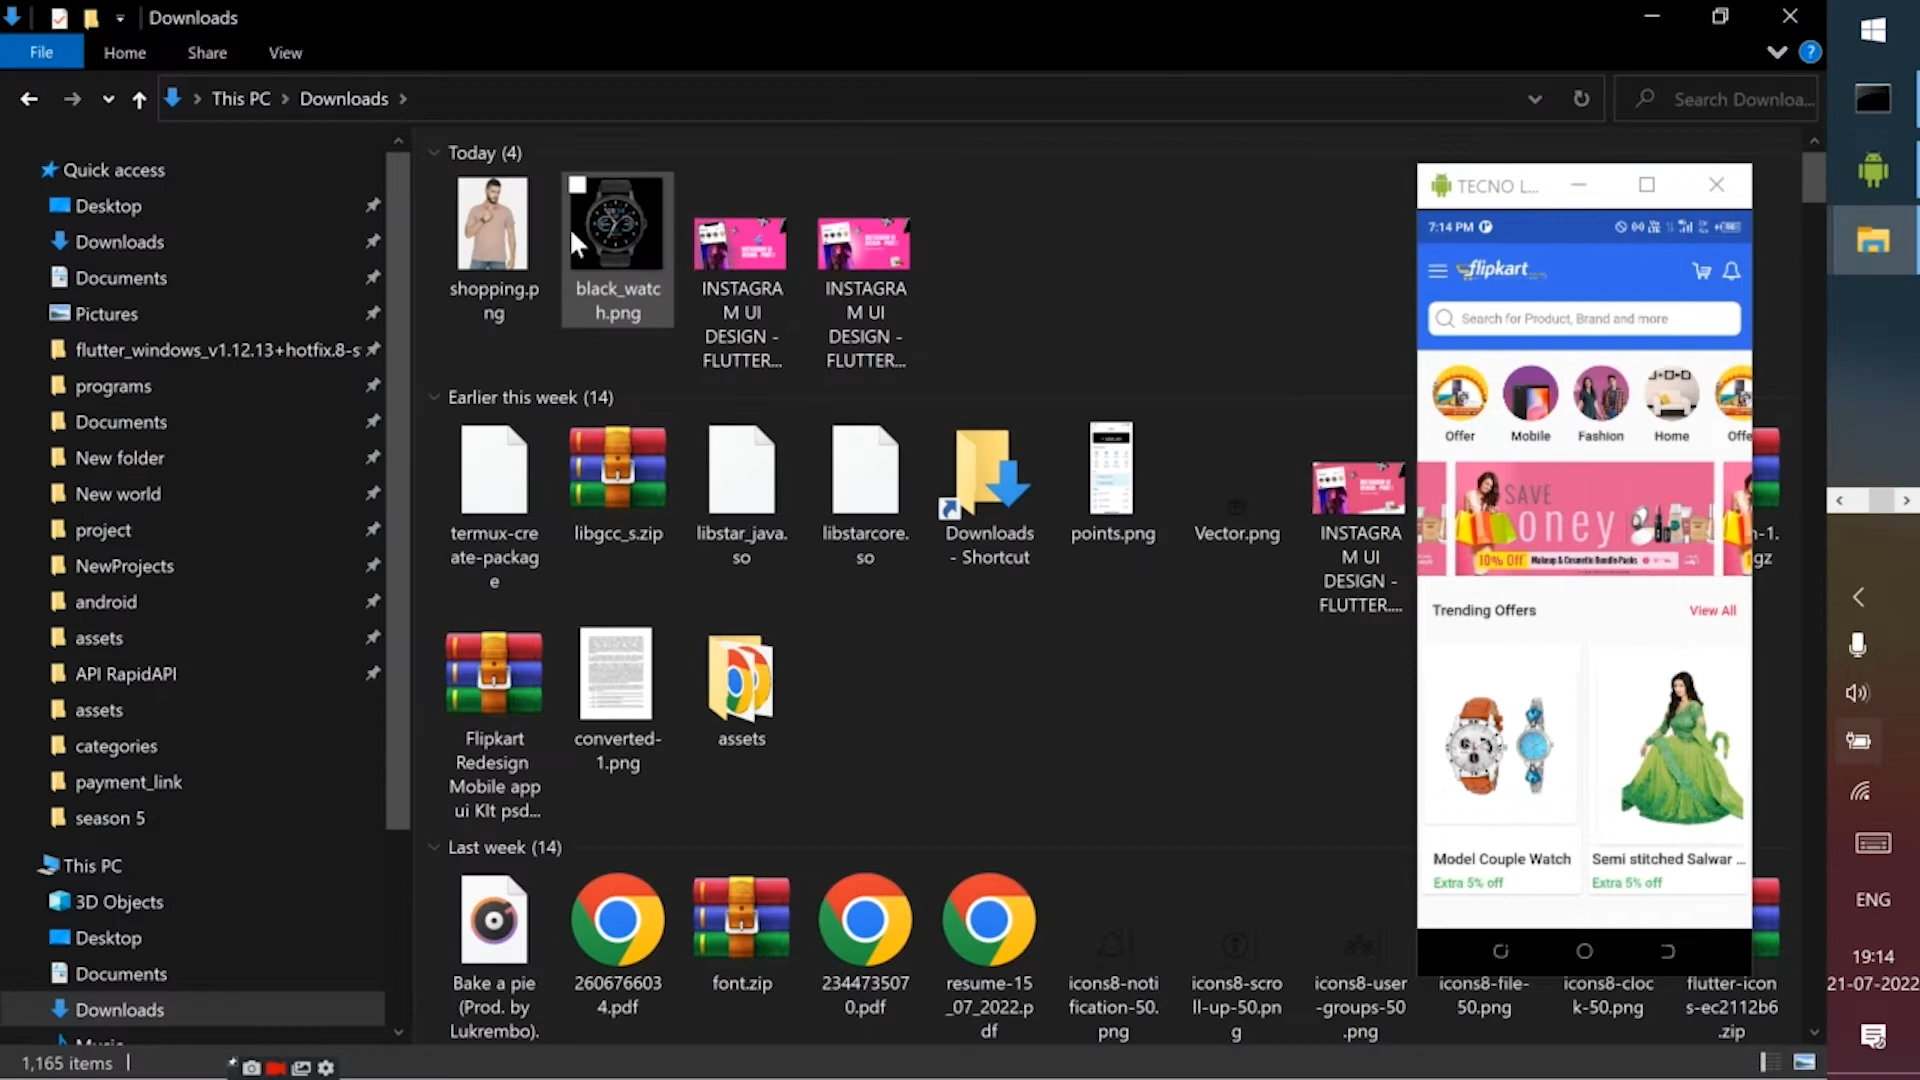 Downloads
File
Home
Share
View
This PC
Downloads
Search Downloa...
Quick access
Desktop
Downloads
Documents
Pictures
flutter_windows_v1.12.13+hotfix.8-s
programs
Documents
New folder
New world
project
NewProjects
android
assets
API RapidAPI
assets
categories
payment_link
season 5
This PC
3D Objects
Desktop
Documents
Downloads
1,165 items
Today (4)
shopping.p
ng
black_watc
h.png
INSTAGRA
M UI
DESIGN -
FLUTTER...
INSTAGRA
M UI
DESIGN -
FLUTTER...
Earlier this week (14)
termux-cre
ate-packag
e
libgcc_s.zip
libstar_java.
so
libstarcore.
so
Downloads
- Shortcut
points.png
Vector.png
INSTAGRA
M UI
DESIGN -
FLUTTER....
n-1.
gz
Flipkart
Redesign
Mobile app
ui KIt psd...
converted-
1.png
assets
Last week (14)
Bake a pie
(Prod. by
Lukrembo).
260676603
4.pdf
font.zip
234473507
0.pdf
resume-15
_07_2022.p
df
icons8-noti
fication-50.
png
icons8-scro
ll-up-50.pn
g
icons8-user
-groups-50
.png
icons8-file-
50.png
icons8-cloc
k-50.png
flutter-icon
s-ec2112b6
.zip
TECNO L...
7:14 PM
flipkart
Search for Product, Brand and more
Offer
Mobile
Fashion
Home
Offe
SAVE
oney
10% Off Makeup & Cosmetic Bundle Packs
Trending Offers
View All
Model Couple Watch
Extra 5% off
Semi stitched Salwar ...
Extra 5% off
ENG
19:14
21-07-2022